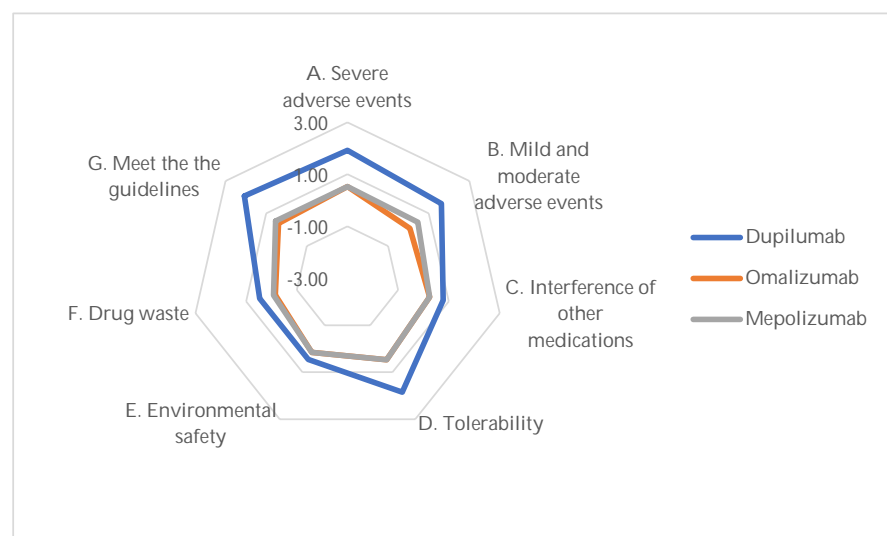 A. Severe
adverse events
3.00
B. Mild and
moderate
adverse events
G. Meet the the
guidelines
1.00
-1.00
Dupilumab
-3.00
Omalizumab
C. Interference of
other
medications
F. Drug waste
Mepolizumab
E. Environmental
safety
D. Tolerability